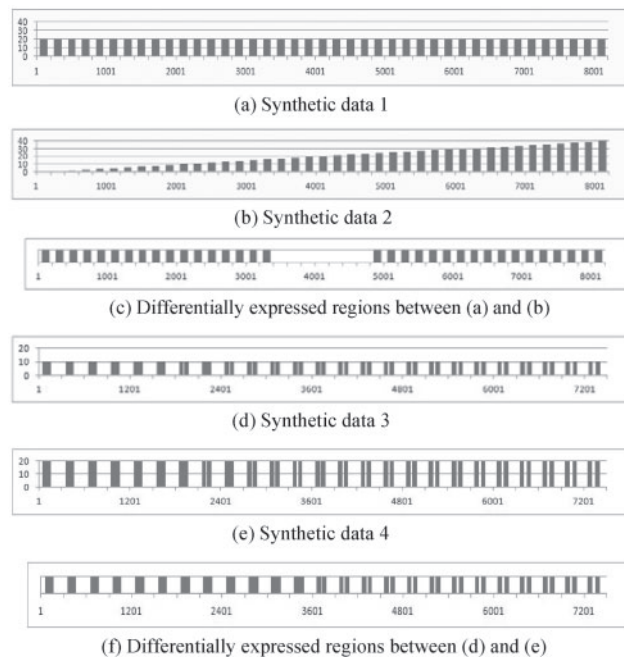 40
30
20
10
0
1 1001 2001 3001 4001 5001 6001 7001 8001
(a) Synthetic data 1
40
30
20
10
0
1 1001 2001 3001 4001 5001 6001 7001 8001
(b) Synthetic data 2
1 1001 2001 3001 4001 5001 6001 7001 8001
(c) Differentially expressed regions between (a) and (b)
20
10
0
1 1201 2401 3601 4801 6001 7201
(d) Synthetic data 3
20
10
0
1 1201 2401 3601 4801 6001 7201
(e) Synthetic data 4
1 1201 2401 3601 4801 6001 7201
(f) Differentially expressed regions between (d) and (e)